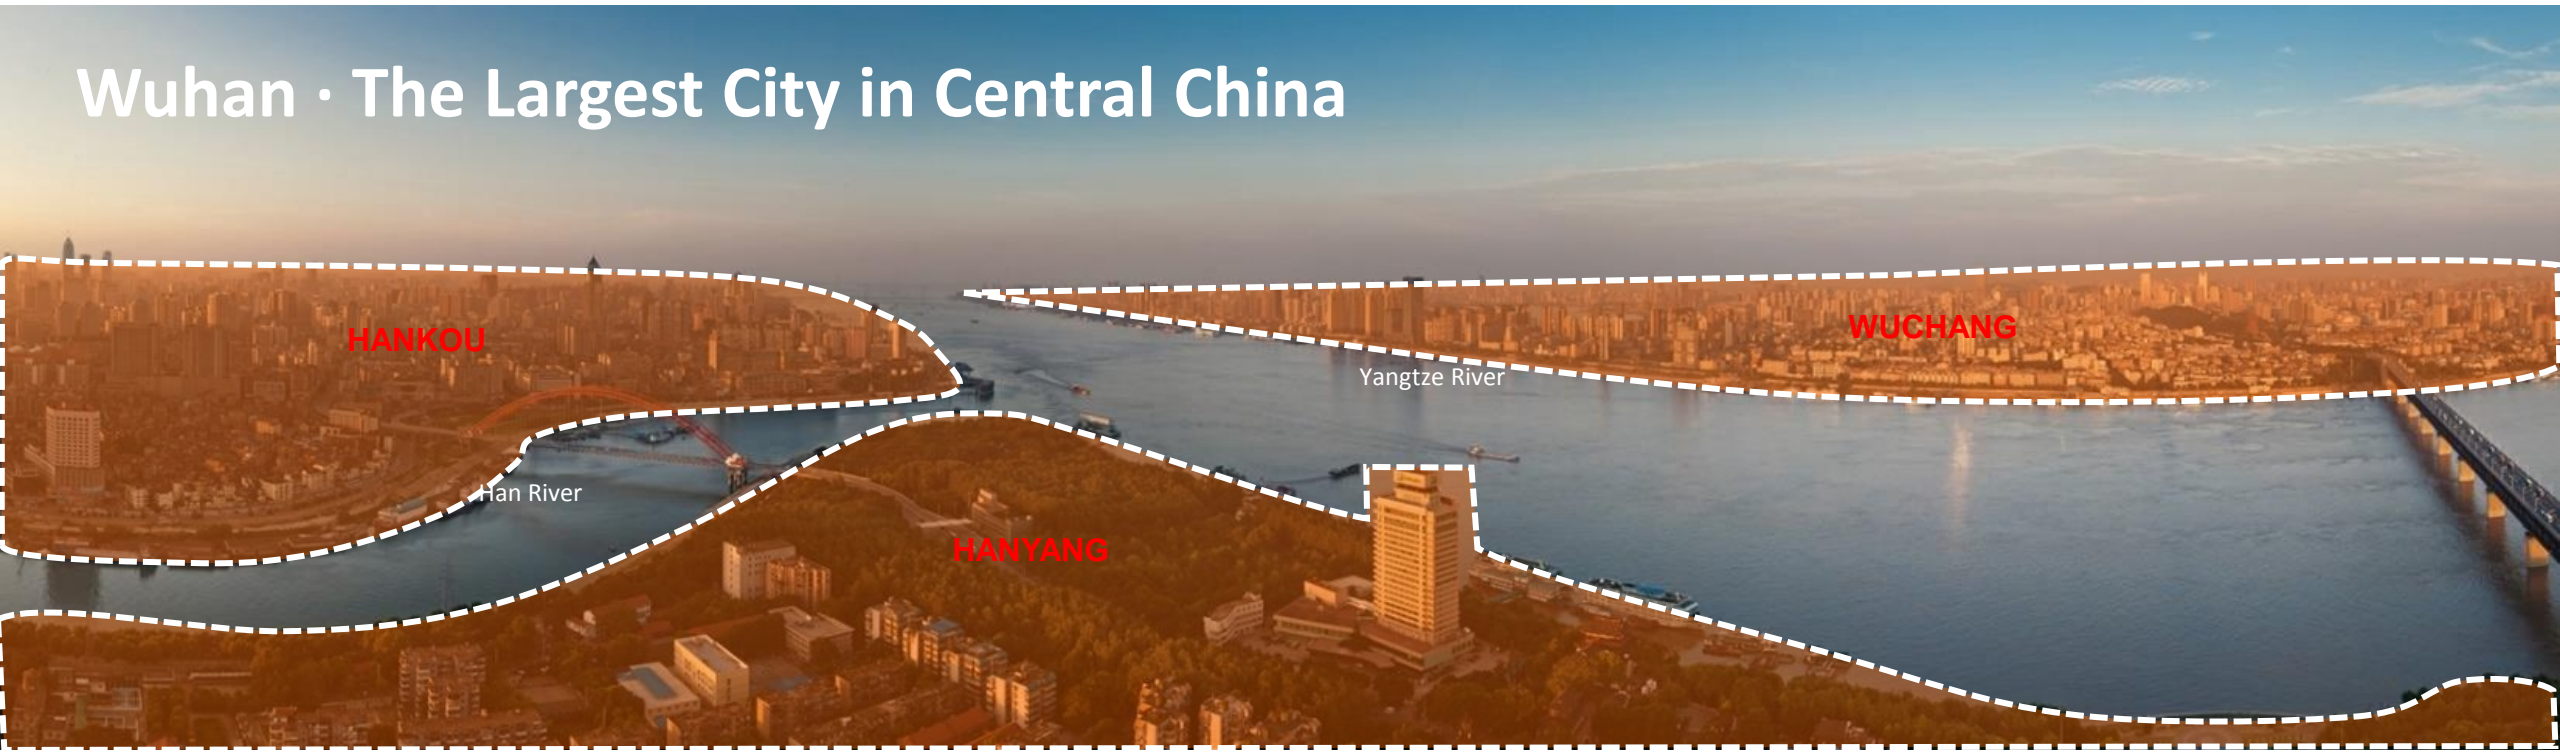 Wuhan · The Largest City in Central China
HANKOU
WUCHANG
Yangtze River
Han River
HANYANG